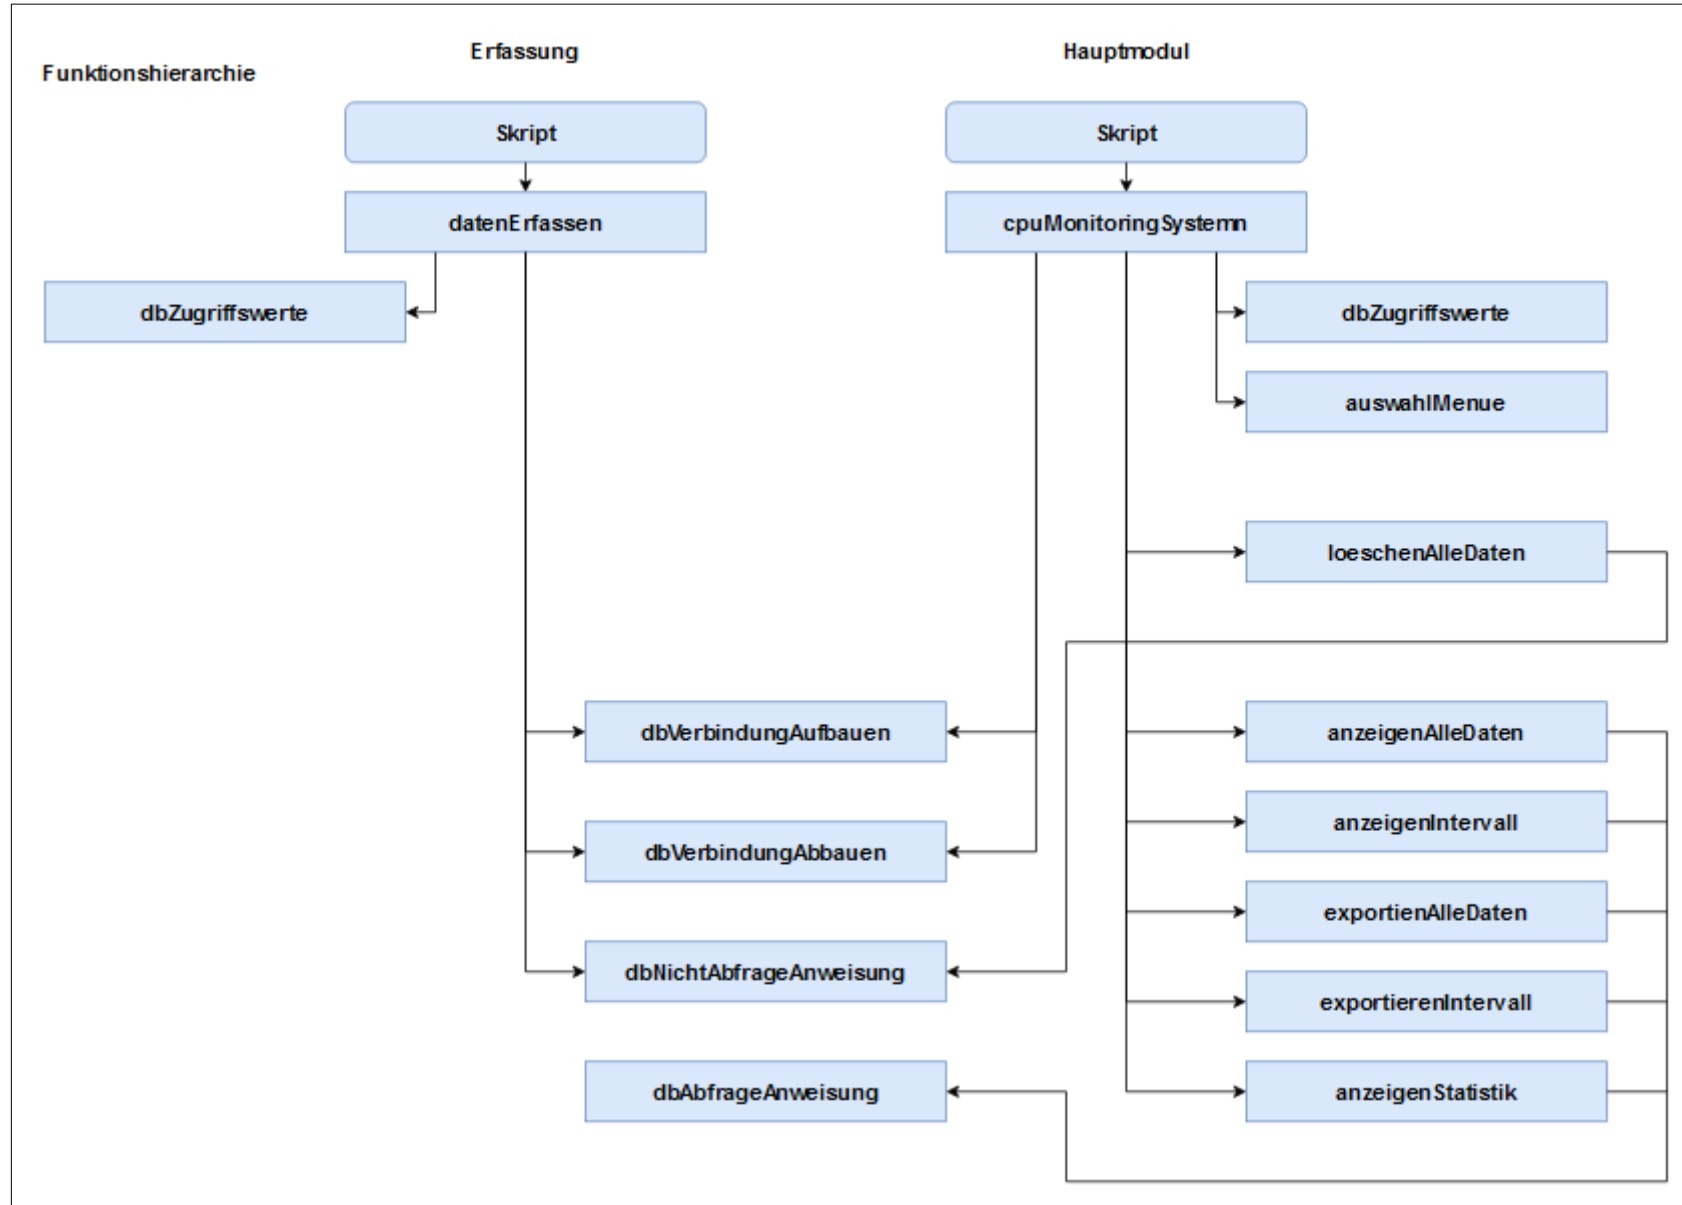 Funktionshierarchie
Erfassung
Hauptmodul
Skript
Skript
datenErfassen
cpuMonitoringSystemn
dbZugriffswerte
dbZugriffswerte
auswahlMenue
loeschenAlleDaten
dbVerbindungAufbauen
anzeigenAlleDaten
anzeigenIntervall
dbVerbindungAbbauen
exportienAlleDaten
dbNichtAbfrageAnweisung
exportierenIntervall
dbAbfrageAnweisung
anzeigenStatistik